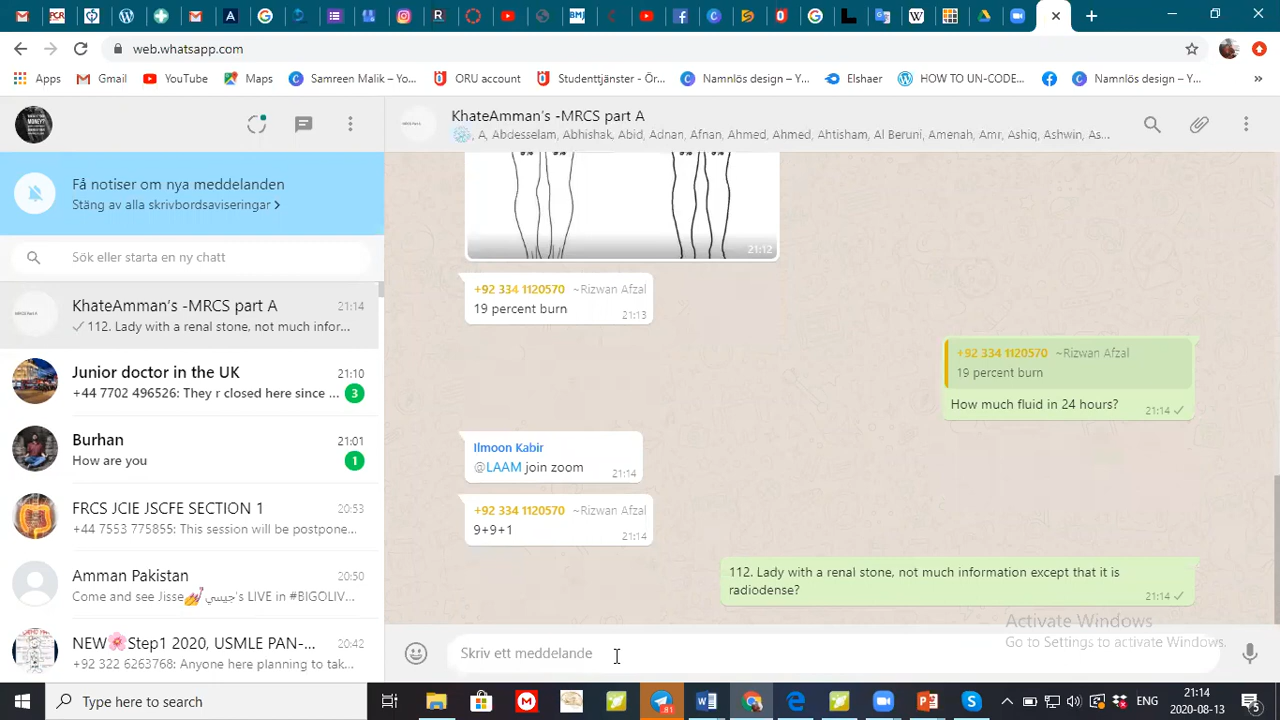 web.whatsapp.com
Apps
Gmail
YouTube
Maps
Samreen Malik – Yo...
ORU account
Studenttjänster - Ör...
Namnlös design – Y...
Elshaer
HOW TO UN-CODE...
Namnlös design – Y...
KhateAmman's -MRCS part A
A, Abdesselam, Abhishak, Abid, Adnan, Afnan, Ahmed, Ahmed, Ahtisham, Al Beruni, Amenah, Amr, Ashiq, Ashwin, As...
Få notiser om nya meddelanden
Stäng av alla skrivbordsaviseringar >
Sök eller starta en ny chatt
KhateAmman's -MRCS part A
21:14
112. Lady with a renal stone, not much infor...
Junior doctor in the UK
21:10
+44 7702 496526: They r closed here since ...
3
Burhan
21:01
How are you
1
FRCS JCIE JSCFE SECTION 1
20:53
+44 7553 775855: This session will be postpone...
Amman Pakistan
20:50
Come and see Jisse💅جيسي's LIVE in #BIGOLIV...
NEW🌸Step1 2020, USMLE PAN-...
20:42
+92 322 6263768: Anyone here planning to tak...
21:12
+92 334 1120570 ~Rizwan Afzal
19 percent burn
21:13
+92 334 1120570 ~Rizwan Afzal
19 percent burn
How much fluid in 24 hours?
21:14
Ilmoon Kabir
@LAAM join zoom
21:14
+92 334 1120570 ~Rizwan Afzal
9+9+1
21:14
112. Lady with a renal stone, not much information except that it is
radiodense?
21:14
Activate Windows
Go to Settings to activate Windows.
Skriv ett meddelande
Type here to search
81
ENG
21:14
2020-08-13
5